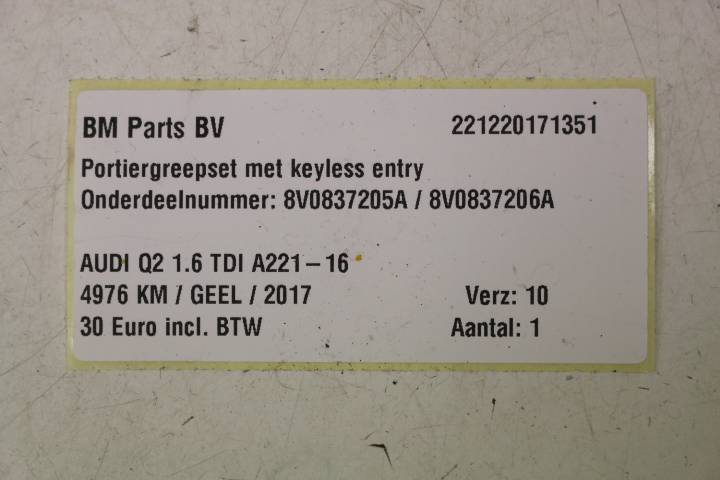 BM Parts BV 221220171351
Portiergreepset met keyless entry
Onderdeelnummer: 8V0837205A / 8V0837206A
AUDI Q2 1.6 TDI A221-16
4976 KM / GEEL / 2017 Verz: 10
30 Euro incl. BTW Aantal: 1